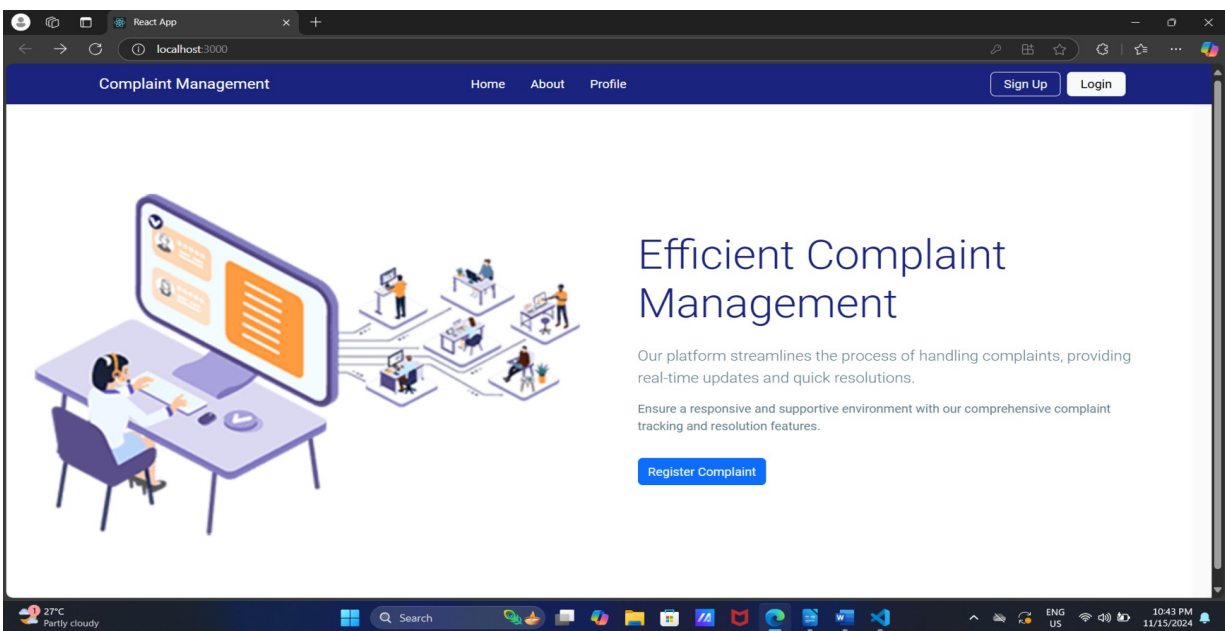 React App
localhost:3000
Complaint Management
Home About Profile
Sign Up Login
Efficient Complaint
Management
Our platform streamlines the process of handling complaints, providing
real-time updates and quick resolutions.
Ensure a responsive and supportive environment with our comprehensive complaint
tracking and resolution features.
Register Complaint
1
27°C
Partly cloudy
Search
ENG
US
10:43 PM
11/15/2024